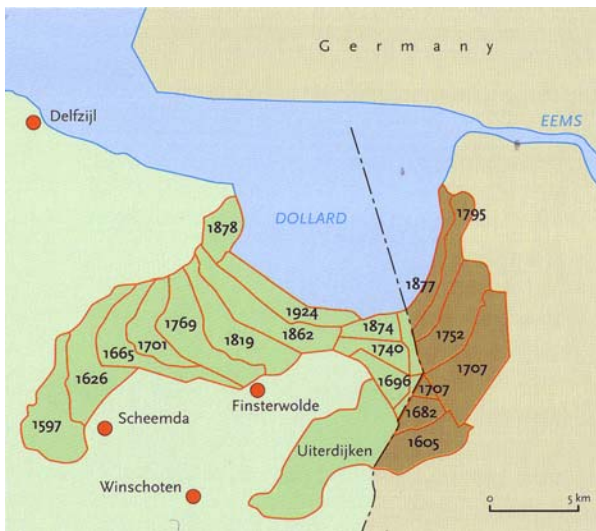 Germany
Delfzijl
EEMS
1795
1878
DOLLARD
1877
1924
1769
1874
1701
1819
1862
1752
1665
1740
1707
1626
1696
1707
Finsterwolde
1597
Scheemda
1682
Uiterdijken
1605
Winschoten
0 5 km